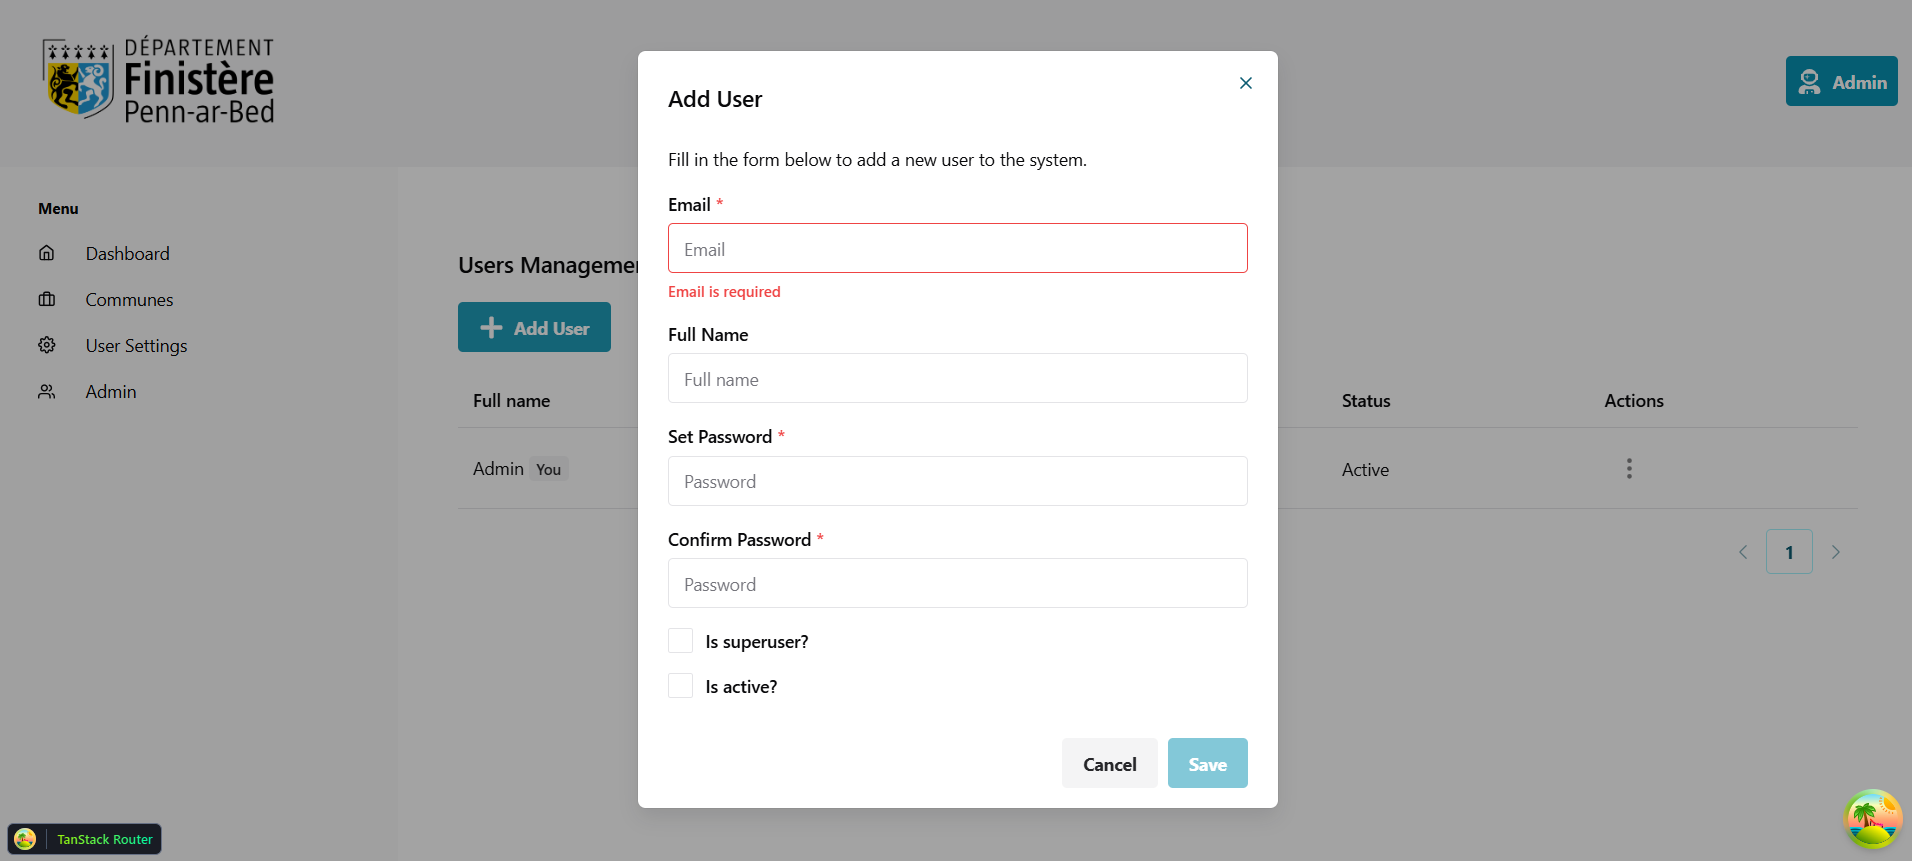 DÉPARTEMENT
Finistère
Penn-ar-Bed
Admin
Menu
Dashboard
Communes
User Settings
Admin
Users Managemen
Add User
Full name
Status
Actions
Admin You
Active
1
Add User
Fill in the form below to add a new user to the system.
Email *
Email
Email is required
Full Name
Full name
Set Password *
Password
Confirm Password *
Password
Is superuser?
Is active?
Cancel
Save
TanStack Router